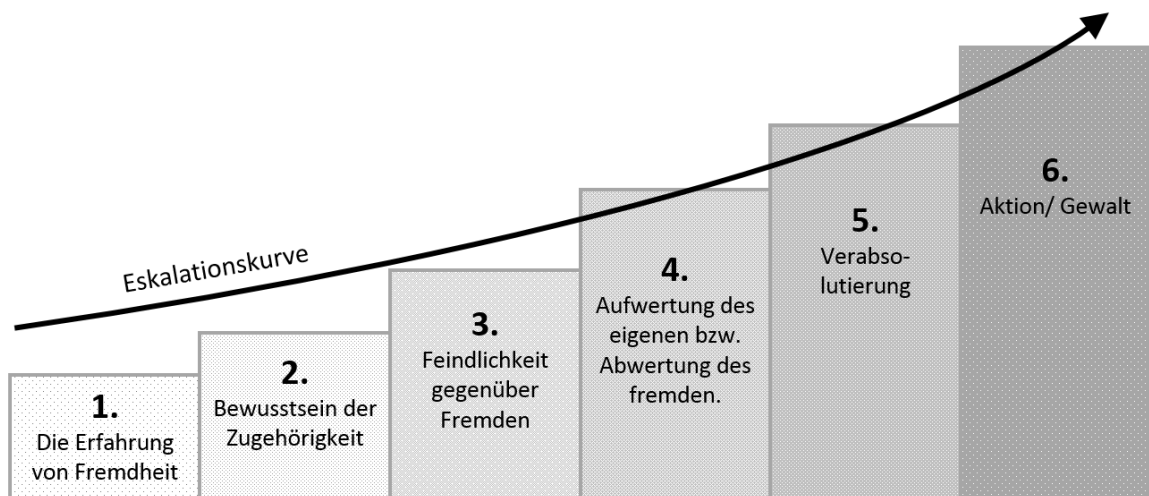 Eskalationskurve
1.
Die Erfahrung
von Fremdheit
2.
Bewusstsein der
Zugehörigkeit
3.
Feindlichkeit
gegenüber
Fremden
4.
Aufwertung des
eigenen bzw.
Abwertung des
fremden.
5.
Verabso-
lutierung
6.
Aktion/ Gewalt